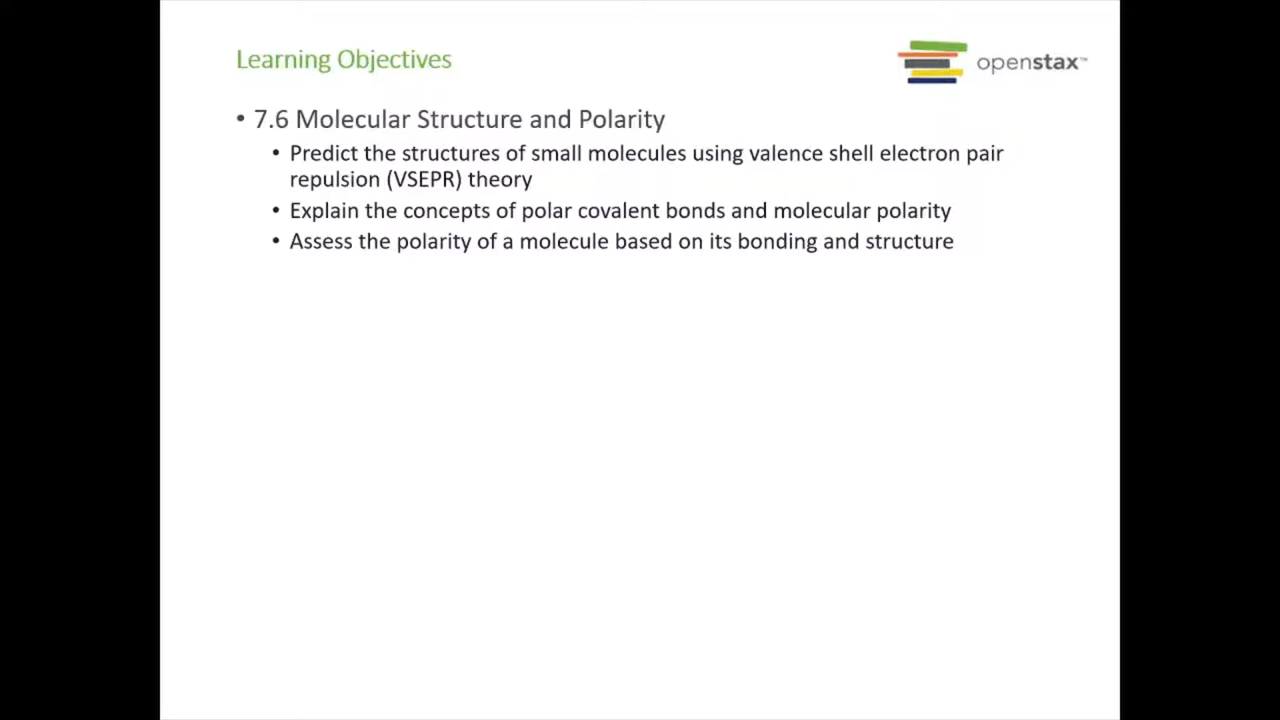 Learning Objectives
openstax™
• 7.6 Molecular Structure and Polarity
• Predict the structures of small molecules using valence shell electron pair
repulsion (VSEPR) theory
• Explain the concepts of polar covalent bonds and molecular polarity
• Assess the polarity of a molecule based on its bonding and structure